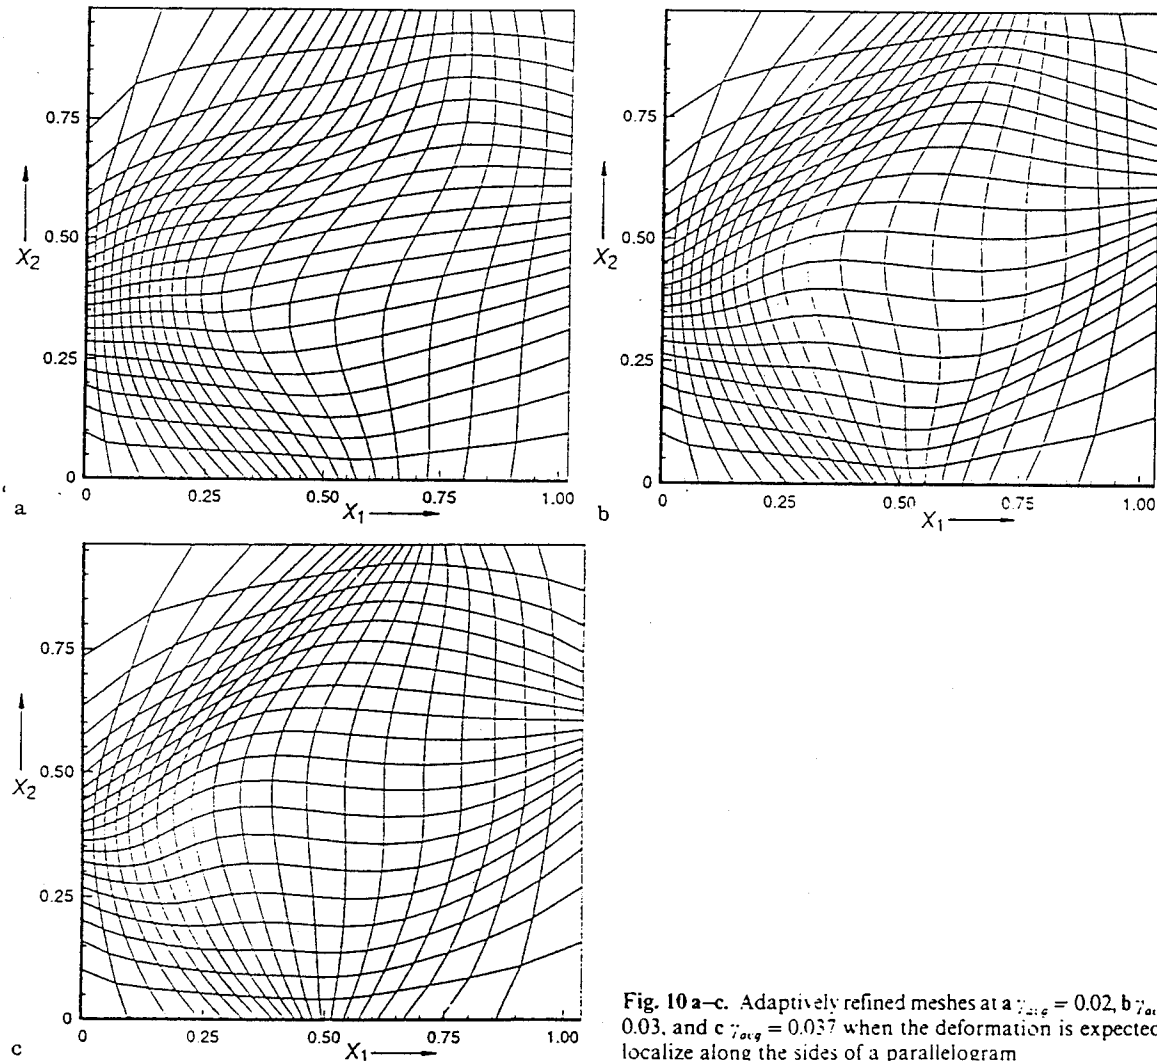 0.75
0.50
X₂
0.25
0
0 0.25 0.50 0.75 1.00
X₁
a
0.75
0.50
X₂
0.25
0
0 0.25 0.50 0.75 1.00
X₁
b
0.75
0.50
X₂
0.25
0
0 0.25 0.50 0.75 1.00
X₁
c
Fig. 10 a–c. Adaptively refined meshes at a γavg = 0.02, b
0.03, and c γavg = 0.037 when the deformation is expected
localize along the sides of a parallelogram